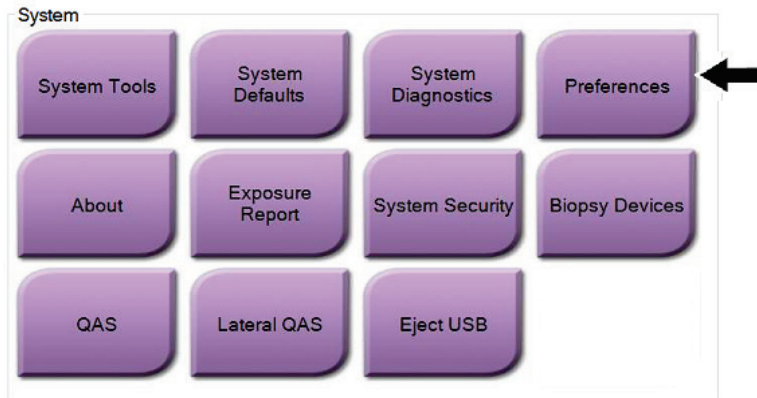 System
System Tools
System
Defaults
System
Diagnostics
Preferences
About
Exposure
Report
System Security
Biopsy Devices
QAS
Lateral QAS
Eject USB